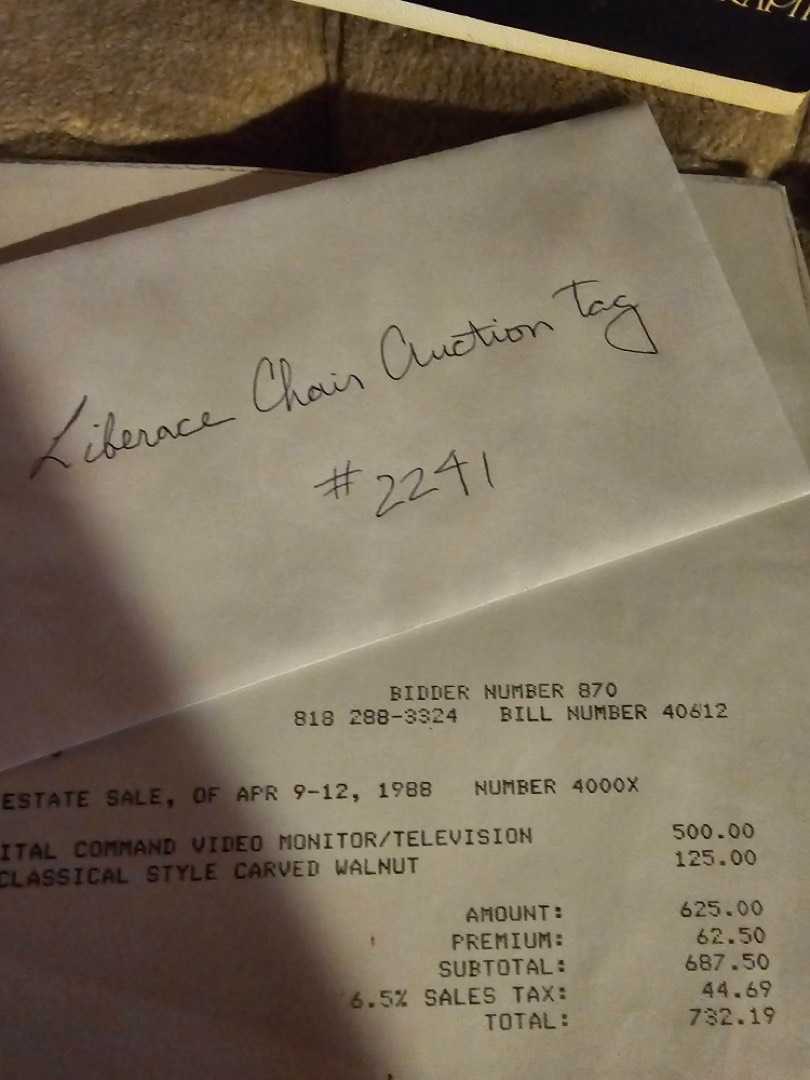 Liberace Chair Auction Tag
#2241
BIDDER NUMBER 870
818 288-3324 BILL NUMBER 40612
ESTATE SALE, OF APR 9-12, 1988 NUMBER 4000X
ITAL COMMAND VIDEO MONITOR/TELEVISION 500.00
CLASSICAL STYLE CARVED WALNUT 125.00
AMOUNT: 625.00
PREMIUM: 62.50
SUBTOTAL: 687.50
6.5% SALES TAX: 44.69
TOTAL: 732.19